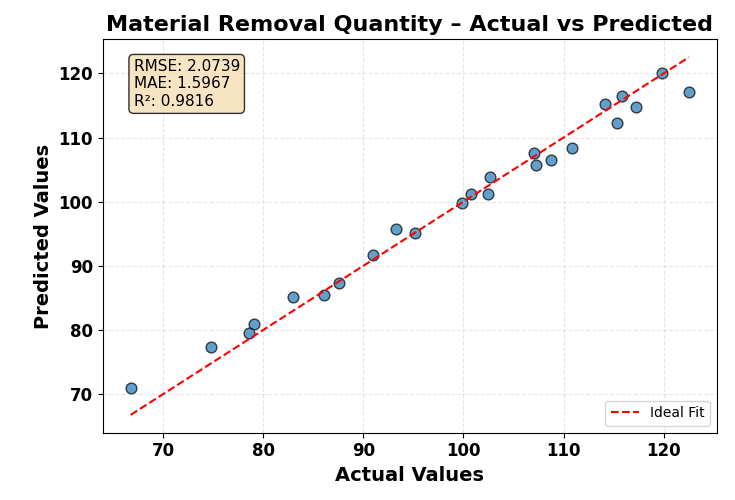 Material Removal Quantity – Actual vs Predicted
RMSE: 2.0739
MAE: 1.5967
R²: 0.9816
120
110
100
90
80
70
Predicted Values
Ideal Fit
70 80 90 100 110 120
Actual Values